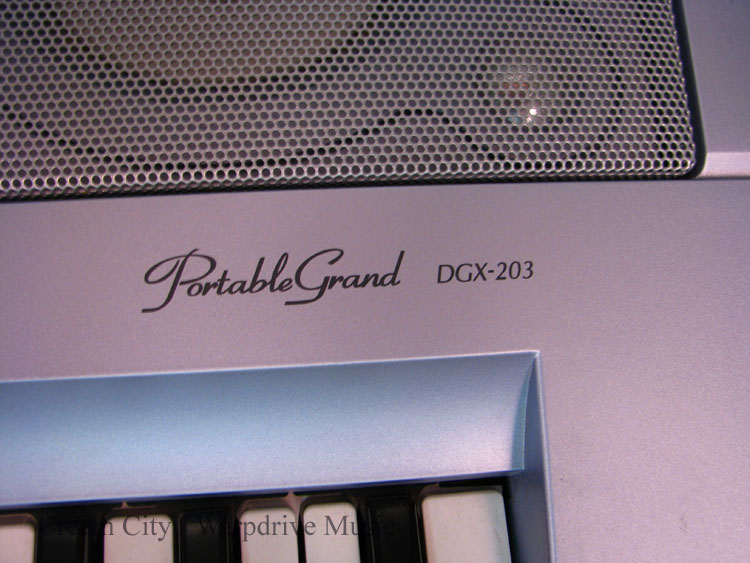 Portable Grand DGX-203
Cream City / Warpdrive Music